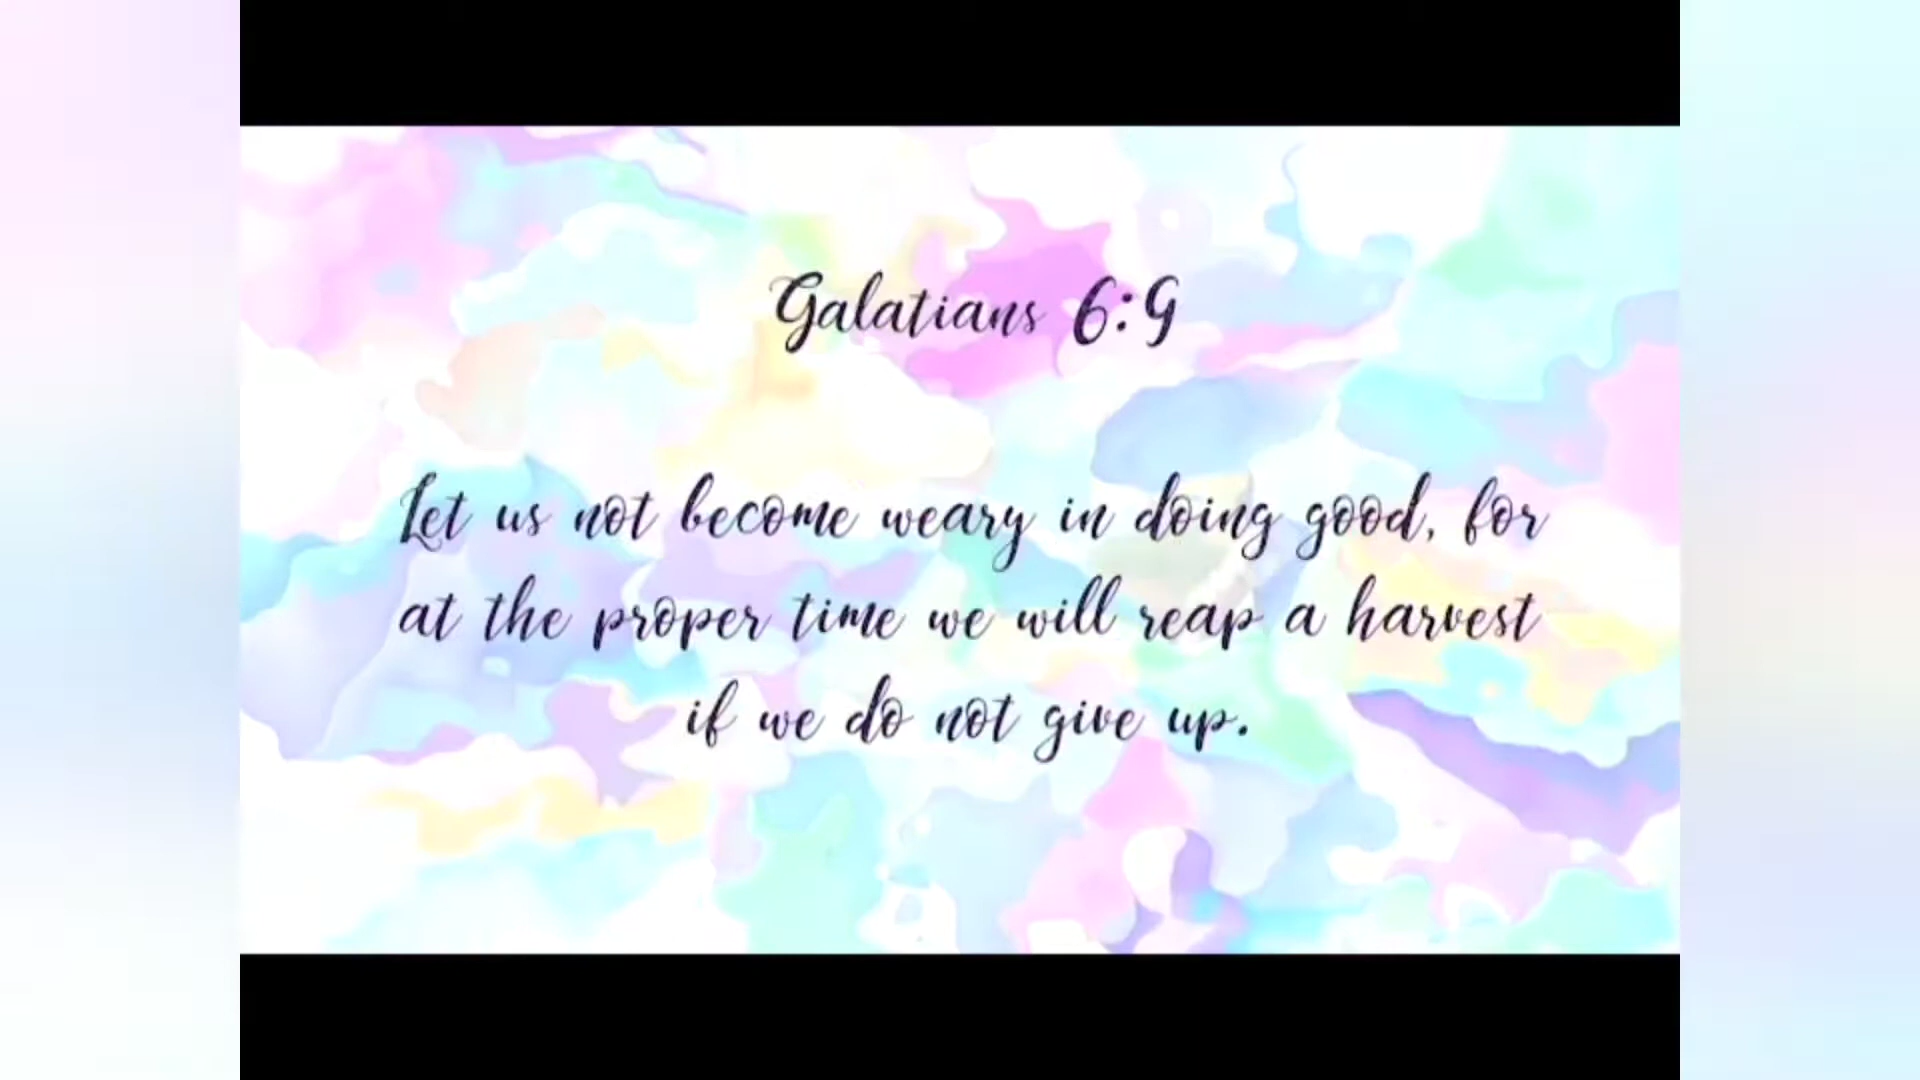 Galatians 6:9
Let us not become weary in doing good, for
at the proper time we will reap a harvest
if we do not give up.